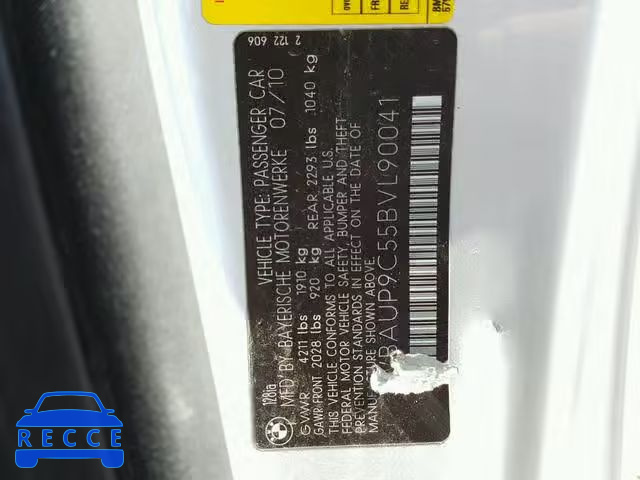 128ia
VEHICLE TYPE: PASSENGER CAR
MFD BY BAYERISCHE MOTORENWERKE 07/10
GVWR 4211 lbs 1910 kg
GAWR FRONT 2028 lbs 920 kg REAR 2293 lbs 1040 kg
THIS VEHICLE CONFORMS TO ALL APPLICABLE U.S.
FEDERAL MOTOR VEHICLE SAFETY, BUMPER AND THEFT
PREVENTION STANDARDS IN EFFECT ON THE DATE OF
MANUFACTURE SHOWN ABOVE.
BAUP9C55BVL90041
2 122 606
BMW
RECCE